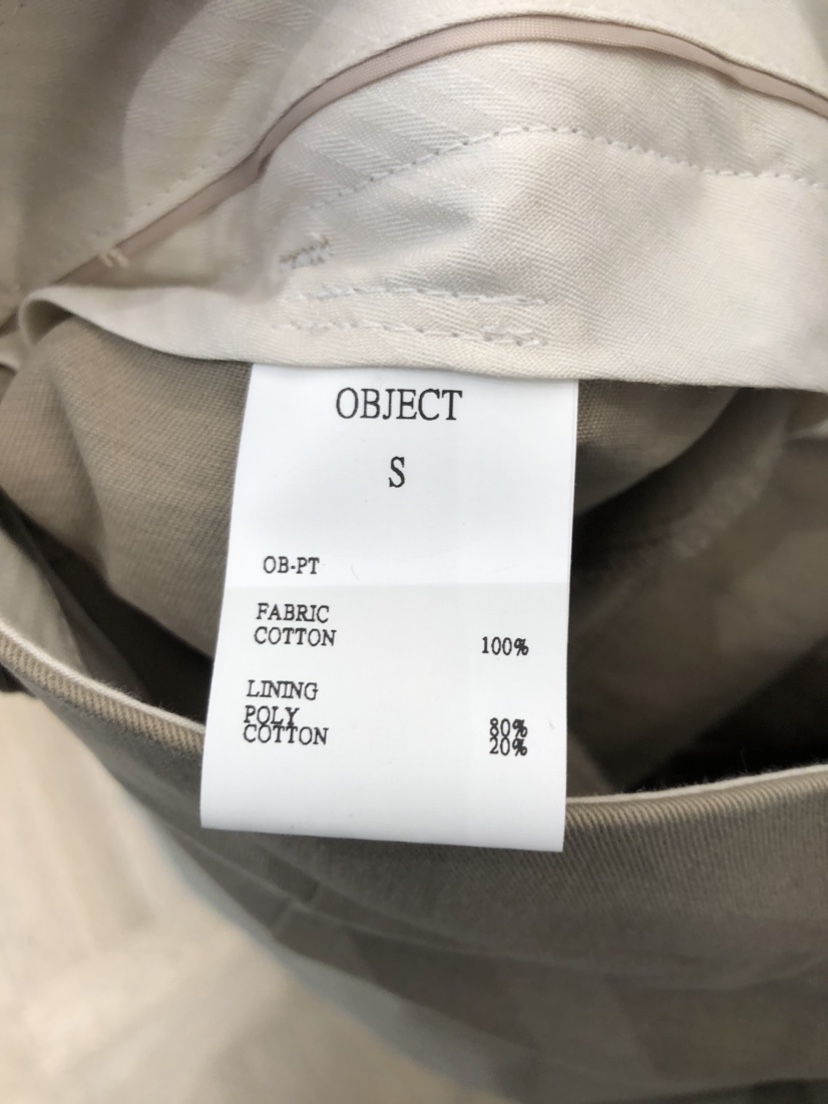 OBJECT
S
OB-PT
FABRIC
COTTON 100%
LINING
POLY 80%
COTTON 20%